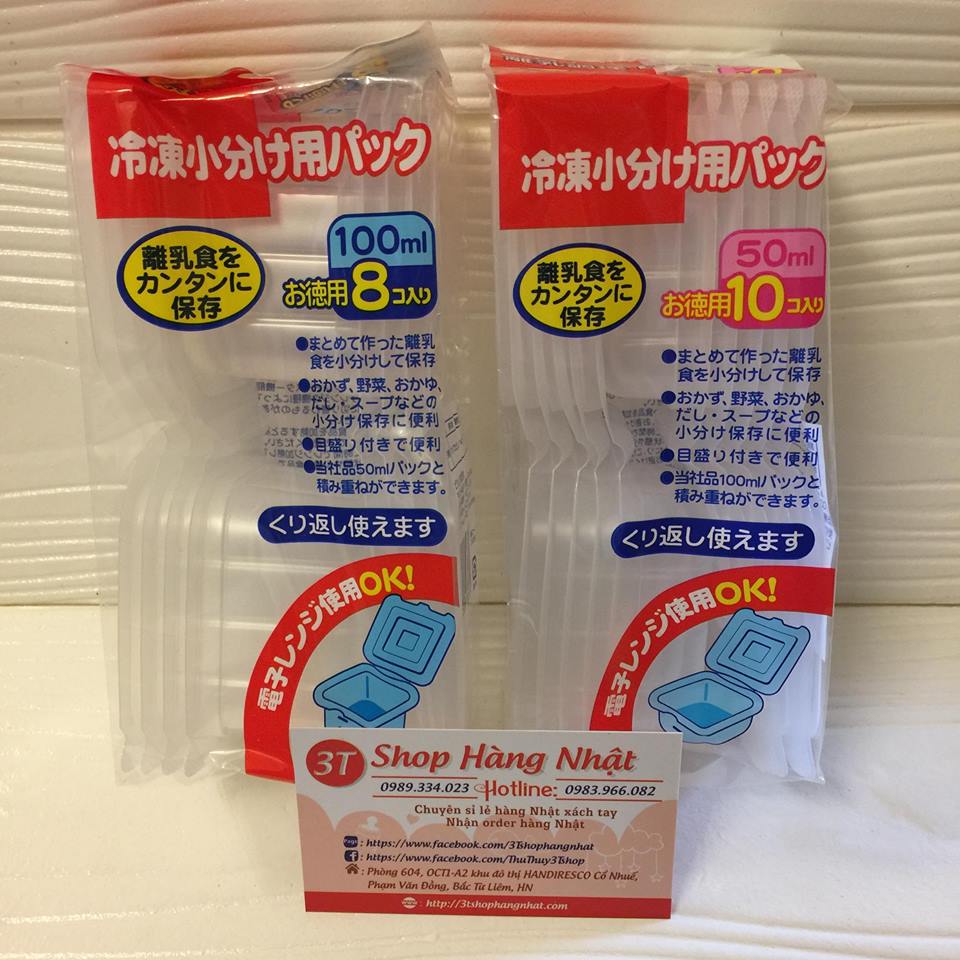 冷凍小分け用パック
離乳食を
カンタンに
保存
100ml
お徳用8コ入り
●まとめて作った離乳
食を小分けして保存
●おかず、野菜、おかゆ、
だし・スープなどの
小分け保存に便利
●目盛り付きで便利
●当社品50mlパックと
積み重ねができます。
くり返し使えます
電子レンジ使用OK!
冷凍小分け用パック
離乳食を
カンタンに
保存
50ml
お徳用10コ入り
●まとめて作った離乳
食を小分けして保存
●おかず、野菜、おかゆ、
だし・スープなどの
小分け保存に便利
●目盛り付きで便利
●当社品100mlパックと
積み重ねができます。
くり返し使えます
電子レンジ使用OK!
3T Shop Hàng Nhật
0989.334.023 Hotline: 0983.966.082
Chuyên sỉ lẻ hàng Nhật xách tay
Nhận order hàng Nhật
Page : https://www.facebook.com/3Tshophangnhat
f : https://www.facebook.com/ThuThuy3Tshop
: Phòng 604, OCT1-A2 khu đô thị HANDIRESCO Cổ Nhuế,
Phạm Văn Đồng, Bắc Từ Liêm, HN
: http://3tshophangnhat.com